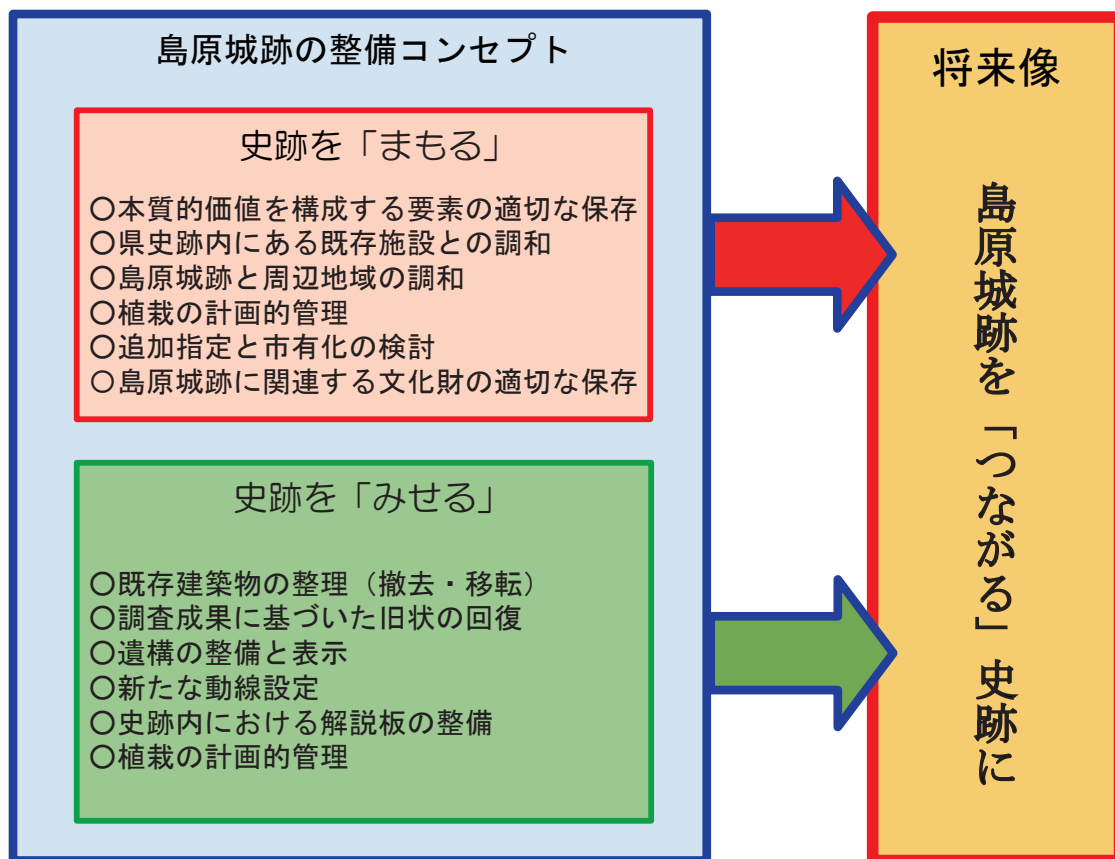 島原城跡の整備コンセプト
史跡を「まもる」
〇本質的価値を構成する要素の適切な保存
〇県史跡内にある既存施設との調和
〇島原城跡と周辺地域の調和
〇植栽の計画的管理
〇追加指定と市有化の検討
〇島原城跡に関連する文化財の適切な保存
史跡を「みせる」
〇既存建築物の整理（撤去・移転）
〇調査成果に基づいた旧状の回復
〇遺構の整備と表示
〇新たな動線設定
〇史跡内における解説板の整備
〇植栽の計画的管理
将来像
島原城跡を「つながる」史跡に